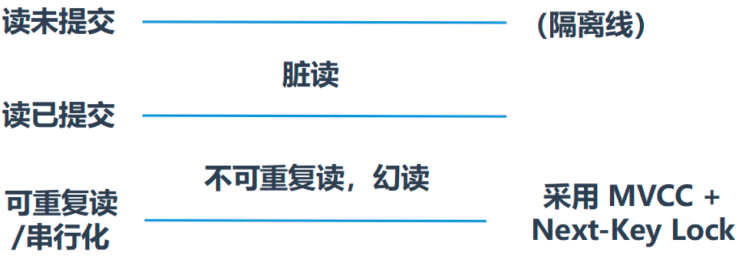 读未提交
（隔离线）
脏读
读已提交
不可重复读，幻读
可重复读
/串行化
采用 MVCC +
Next-Key Lock